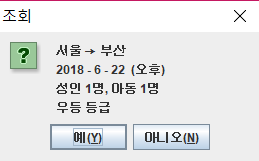 조회
서울 → 부산
2018 - 6 - 22 (오후)
성인 1명, 아동 1명
우등 등급
예(Y)
아니오(N)